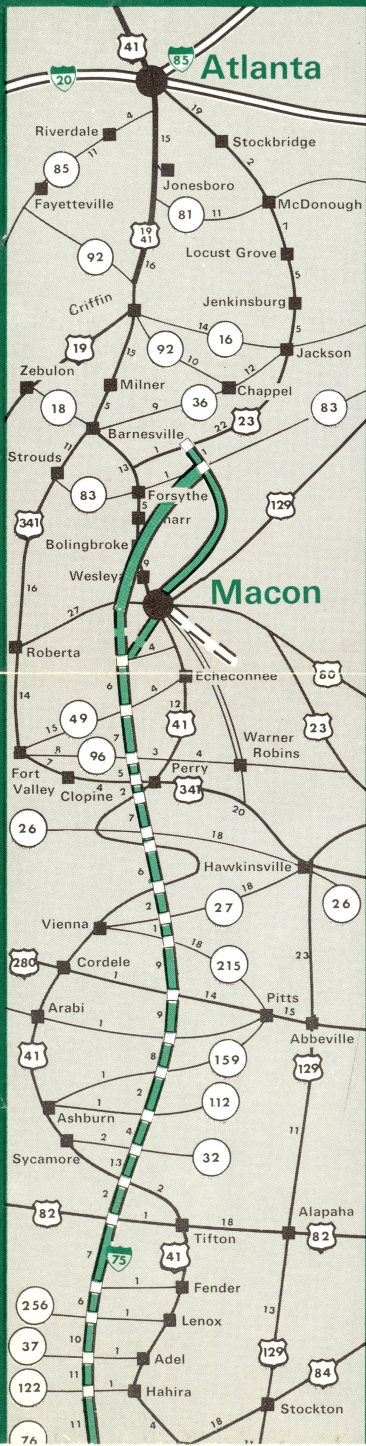 41
85
20
Atlanta
19
4
Riverdale
15
Stockbridge
11
2
85
Jonesboro
Fayetteville
McDonough
81
11
7
19
41
92
Locust Grove
16
5
Criffin
Jenkinsburg
14
16
5
19
15
92
10
12
Jackson
Zebulon
Milner
Chappel
36
83
18
5
9
23
22
Barnesville
11
13
1
Strouds
1
83
Forsythe
129
341
5
harr
Bolingbroke
9
16
Wesleya
Macon
27
4
Roberta
6
Echeconnee
80
14
4
12
49
41
23
15
7
Warner
Robins
96
8
3
4
Fort
Valley
7
5
Perry
Clopine
4
2
341
20
26
7
18
Hawkinsville
6
18
26
2
27
Vienna
1
18
23
280
Cordele
215
1
9
14
Pitts
15
Arabi
1
9
Abbeville
41
159
129
8
1
2
112
1
Ashburn
4
11
2
32
Sycamore
13
2
2
82
Alapaha
1
18
82
Tifton
41
7
75
1
Fender
256
6
1
13
Lenox
37
10
1
Adel
129
84
122
11
1
Hahira
18
Stockton
76
11
4